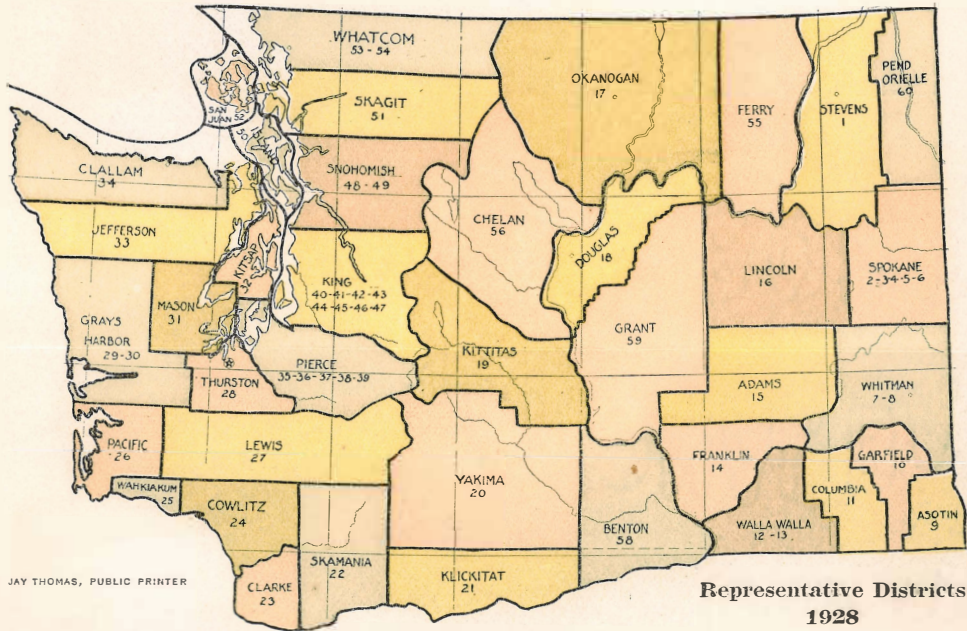 WHATCOM
53 - 54
OKANOGAN
17
PEND
ORIELLE
60
FERRY
55
STEVENS
1
SKAGIT
51
SAN
JUAN 52
ISLAND
50
SNOHOMISH
48 - 49
CLALLAM
34
CHELAN
56
JEFFERSON
33
DOUGLAS
18
KITSAP
32
KING
40-41-42-43
44-45-46-47
LINCOLN
16
SPOKANE
2-3-4-5-6
MASON
31
GRAYS
HARBOR
29-30
GRANT
59
KITTITAS
19
PIERCE
35-36-37-38-39
THURSTON
28
ADAMS
15
WHITMAN
7-8
PACIFIC
26
LEWIS
27
FRANKLIN
14
GARFIELD
10
YAKIMA
20
WAHKIAKUM
25
COWLITZ
24
COLUMBIA
11
ASOTIN
9
BENTON
58
WALLA WALLA
12-13
SKAMANIA
22
KLICKITAT
21
CLARKE
23
JAY THOMAS, PUBLIC PRINTER
Representative Districts
1928